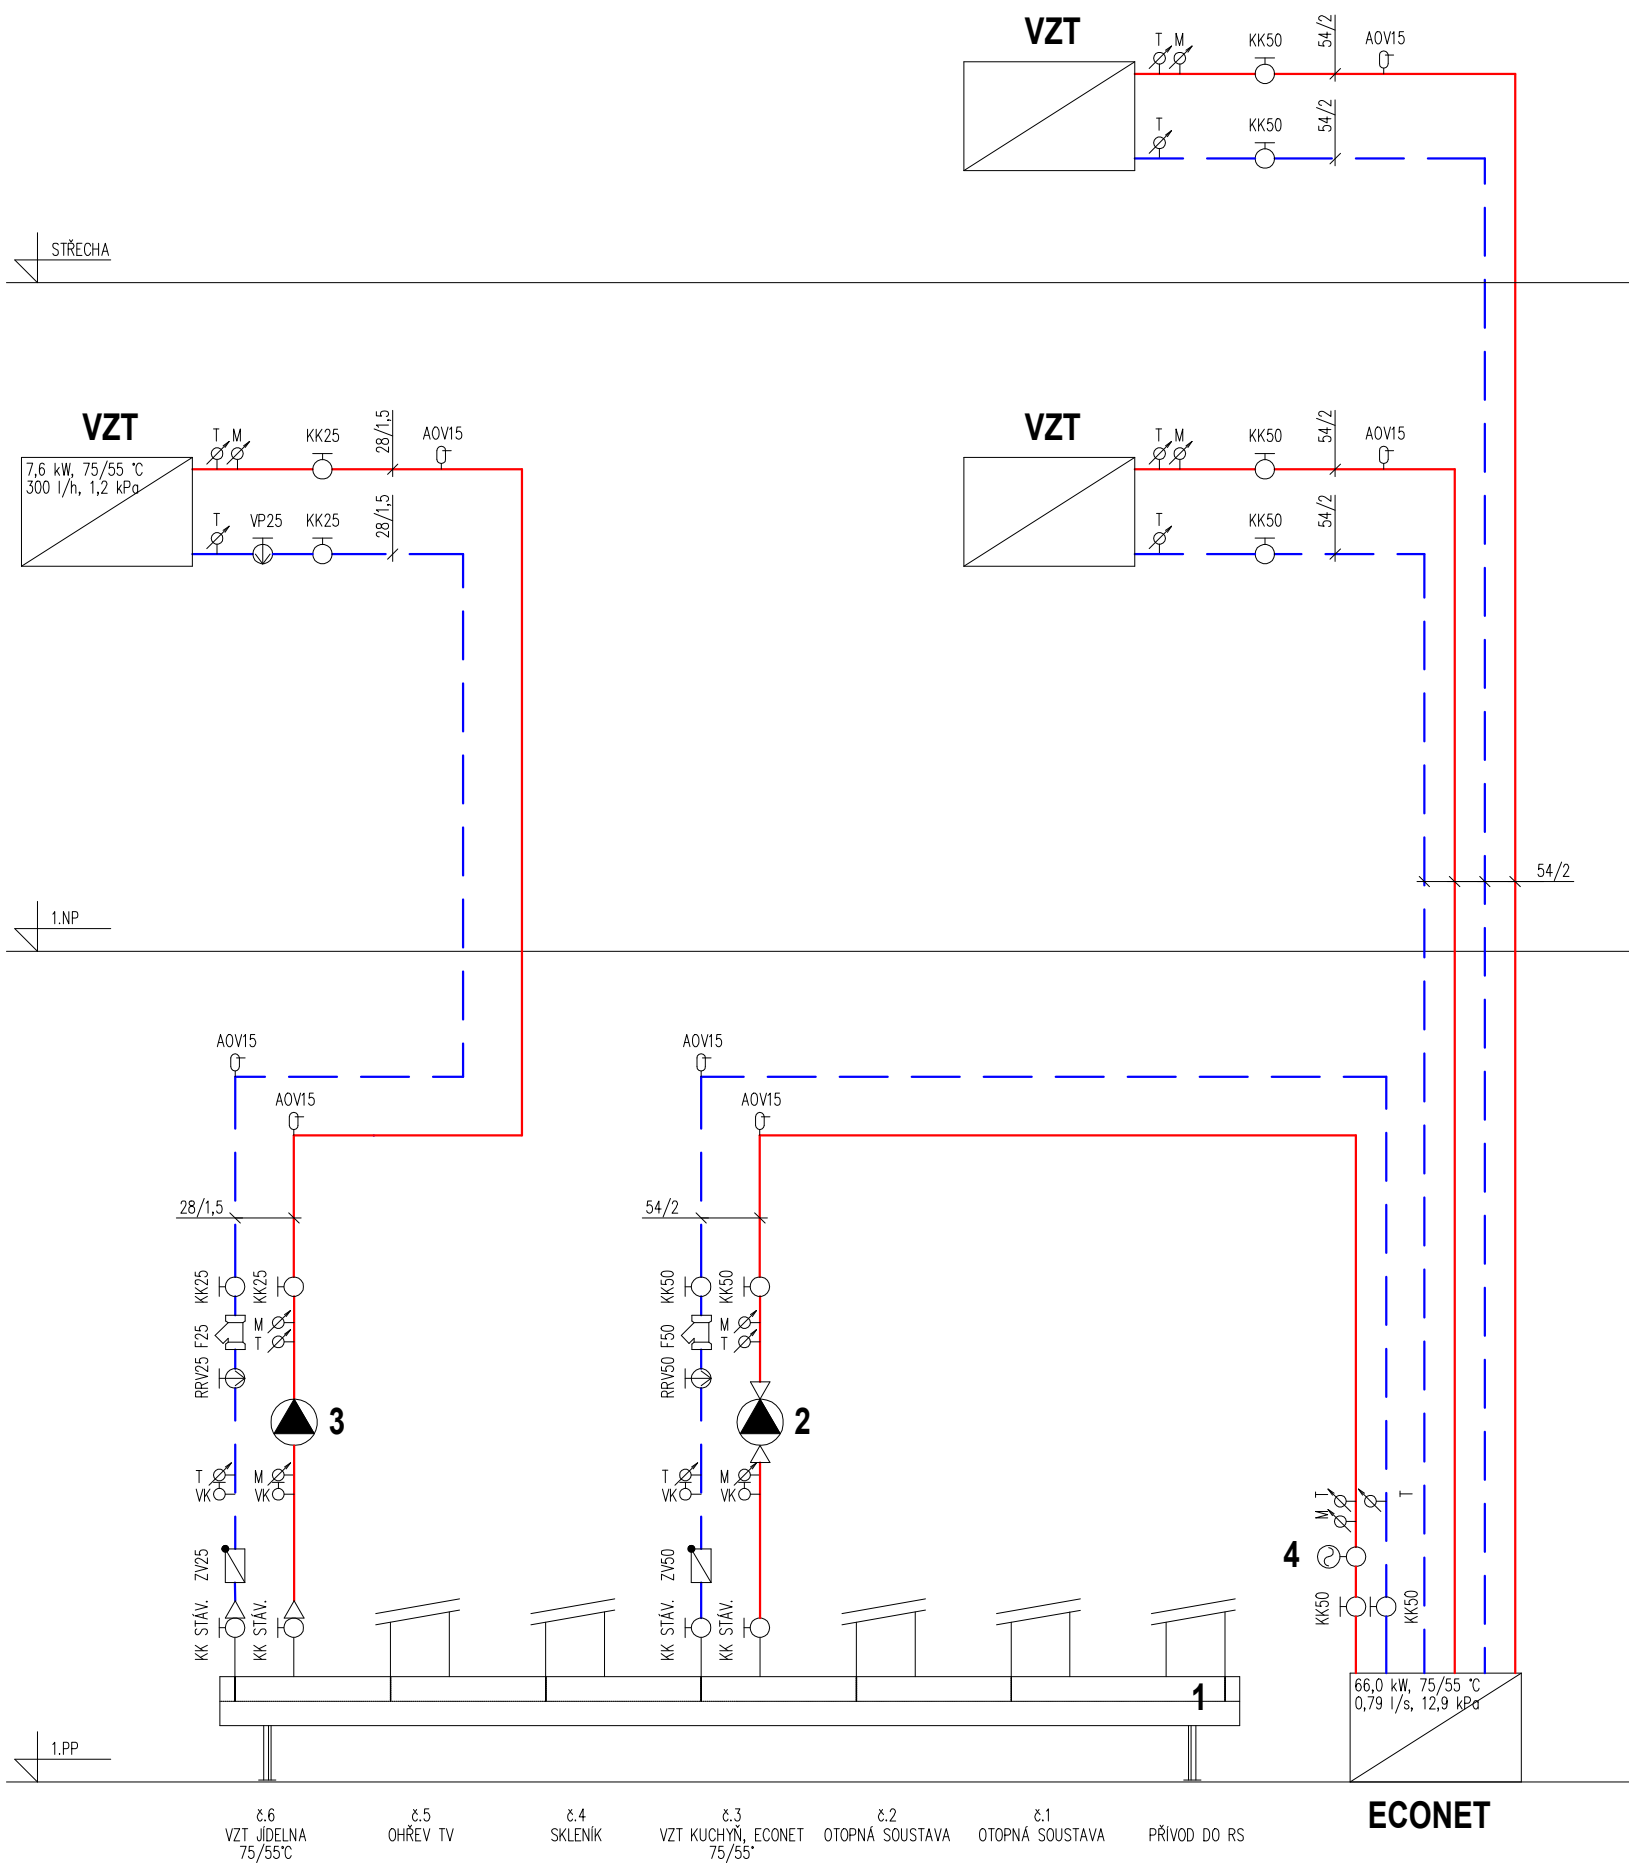 VZT
T M
KK50
54/2
AOV15
T
KK50
54/2
STŘECHA
VZT
7,6 kW, 75/55 °C
300 l/h, 1,2 kPa
T M
KK25
28/1,5
AOV15
T
VP25
KK25
28/1,5
VZT
T M
KK50
54/2
AOV15
T
KK50
54/2
54/2
1.NP
AOV15
AOV15
28/1,5
KK25
KK25
F25
M
T
RRV25
3
T
VK
M
VK
ZV25
KK STÁV.
KK STÁV.
AOV15
AOV15
54/2
KK50
KK50
F50
M
T
RRV50
2
T
VK
M
VK
ZV50
KK STÁV.
KK STÁV.
T
M
T
4
KK50
KK50
1
66,0 kW, 75/55 °C
0,79 l/s, 12,9 kPa
1.PP
ECONET
č.6
VZT JÍDELNA
75/55°C
č.5
OHŘEV TV
č.4
SKLENÍK
č.3
VZT KUCHYŇ, ECONET
75/55°
č.2
OTOPNÁ SOUSTAVA
č.1
OTOPNÁ SOUSTAVA
PŘÍVOD DO RS